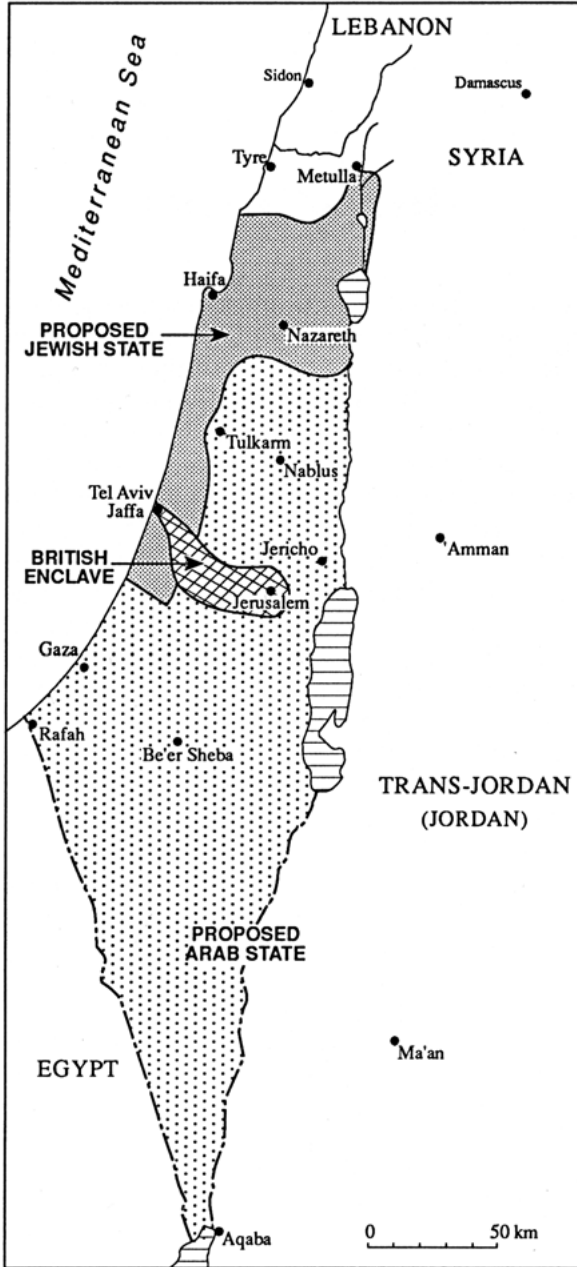 LEBANON
Sidon
Damascus
Mediterranean Sea
Tyre
Metulla
SYRIA
Haifa
PROPOSED
JEWISH STATE
Nazareth
Tulkarm
Nablus
Tel Aviv
Jaffa
'Amman
BRITISH
ENCLAVE
Jericho
Jerusalem
Gaza
Rafah
Be'er Sheba
TRANS-JORDAN
(JORDAN)
PROPOSED
ARAB STATE
EGYPT
Ma'an
Aqaba
0 50 km